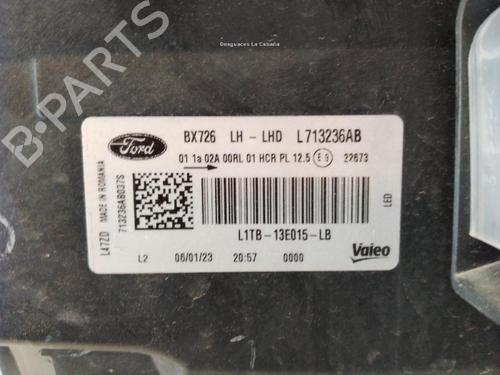 Desguaces La Cabaña
Ford BX726 LH - LHD L713236AB
01 1a 02A 00RL 01 HCR PL 12.5 E9 22673
L47ZD MADE IN ROMANIA
713236AB037S
LED
L1TB-13E015-LB
L2 06/01/23 20:57 0000 Valeo
B-PARTS